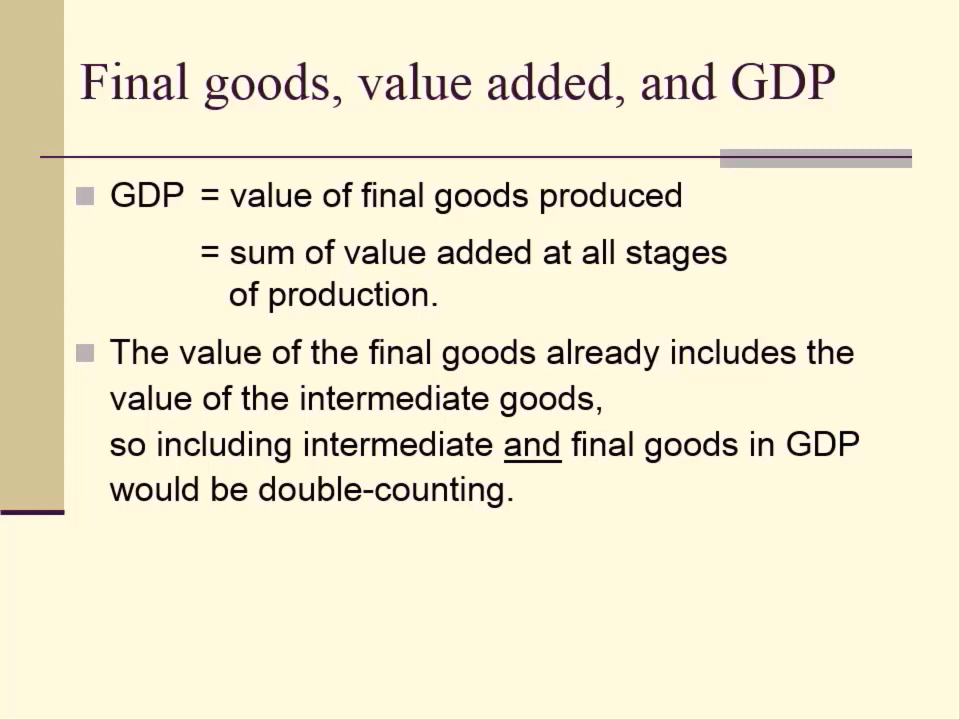 Final goods, value added, and GDP
GDP = value of final goods produced
= sum of value added at all stages
of production.
The value of the final goods already includes the
value of the intermediate goods,
so including intermediate and final goods in GDP
would be double-counting.